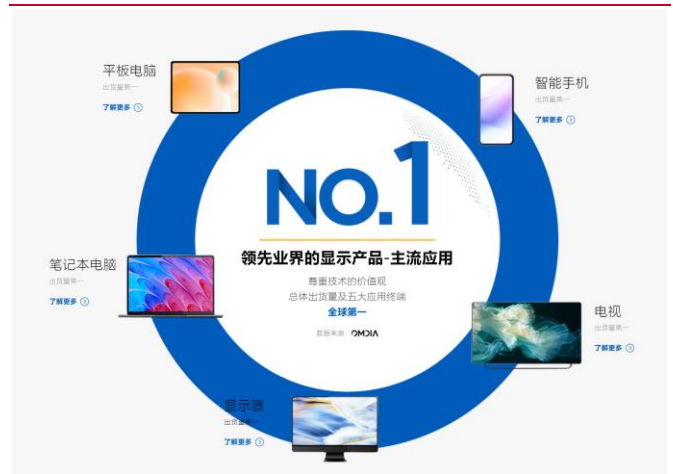 平板电脑
出货量第一
了解更多
智能手机
出货量第一
了解更多
NO.1
领先业界的显示产品-主流应用
尊重技术的价值观
总体出货量及五大应用终端
全球第一
数据来源：OMDIA
笔记本电脑
出货量第一
了解更多
电视
出货量第一
了解更多
显示器
出货量第一
了解更多